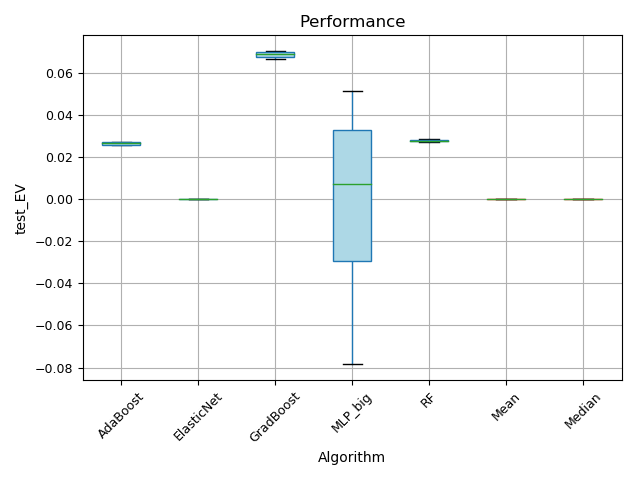 Performance
test_EV
0.06
0.04
0.02
0.00
−0.02
−0.04
−0.06
−0.08
AdaBoost
ElasticNet
GradBoost
MLP_big
RF
Mean
Median
Algorithm